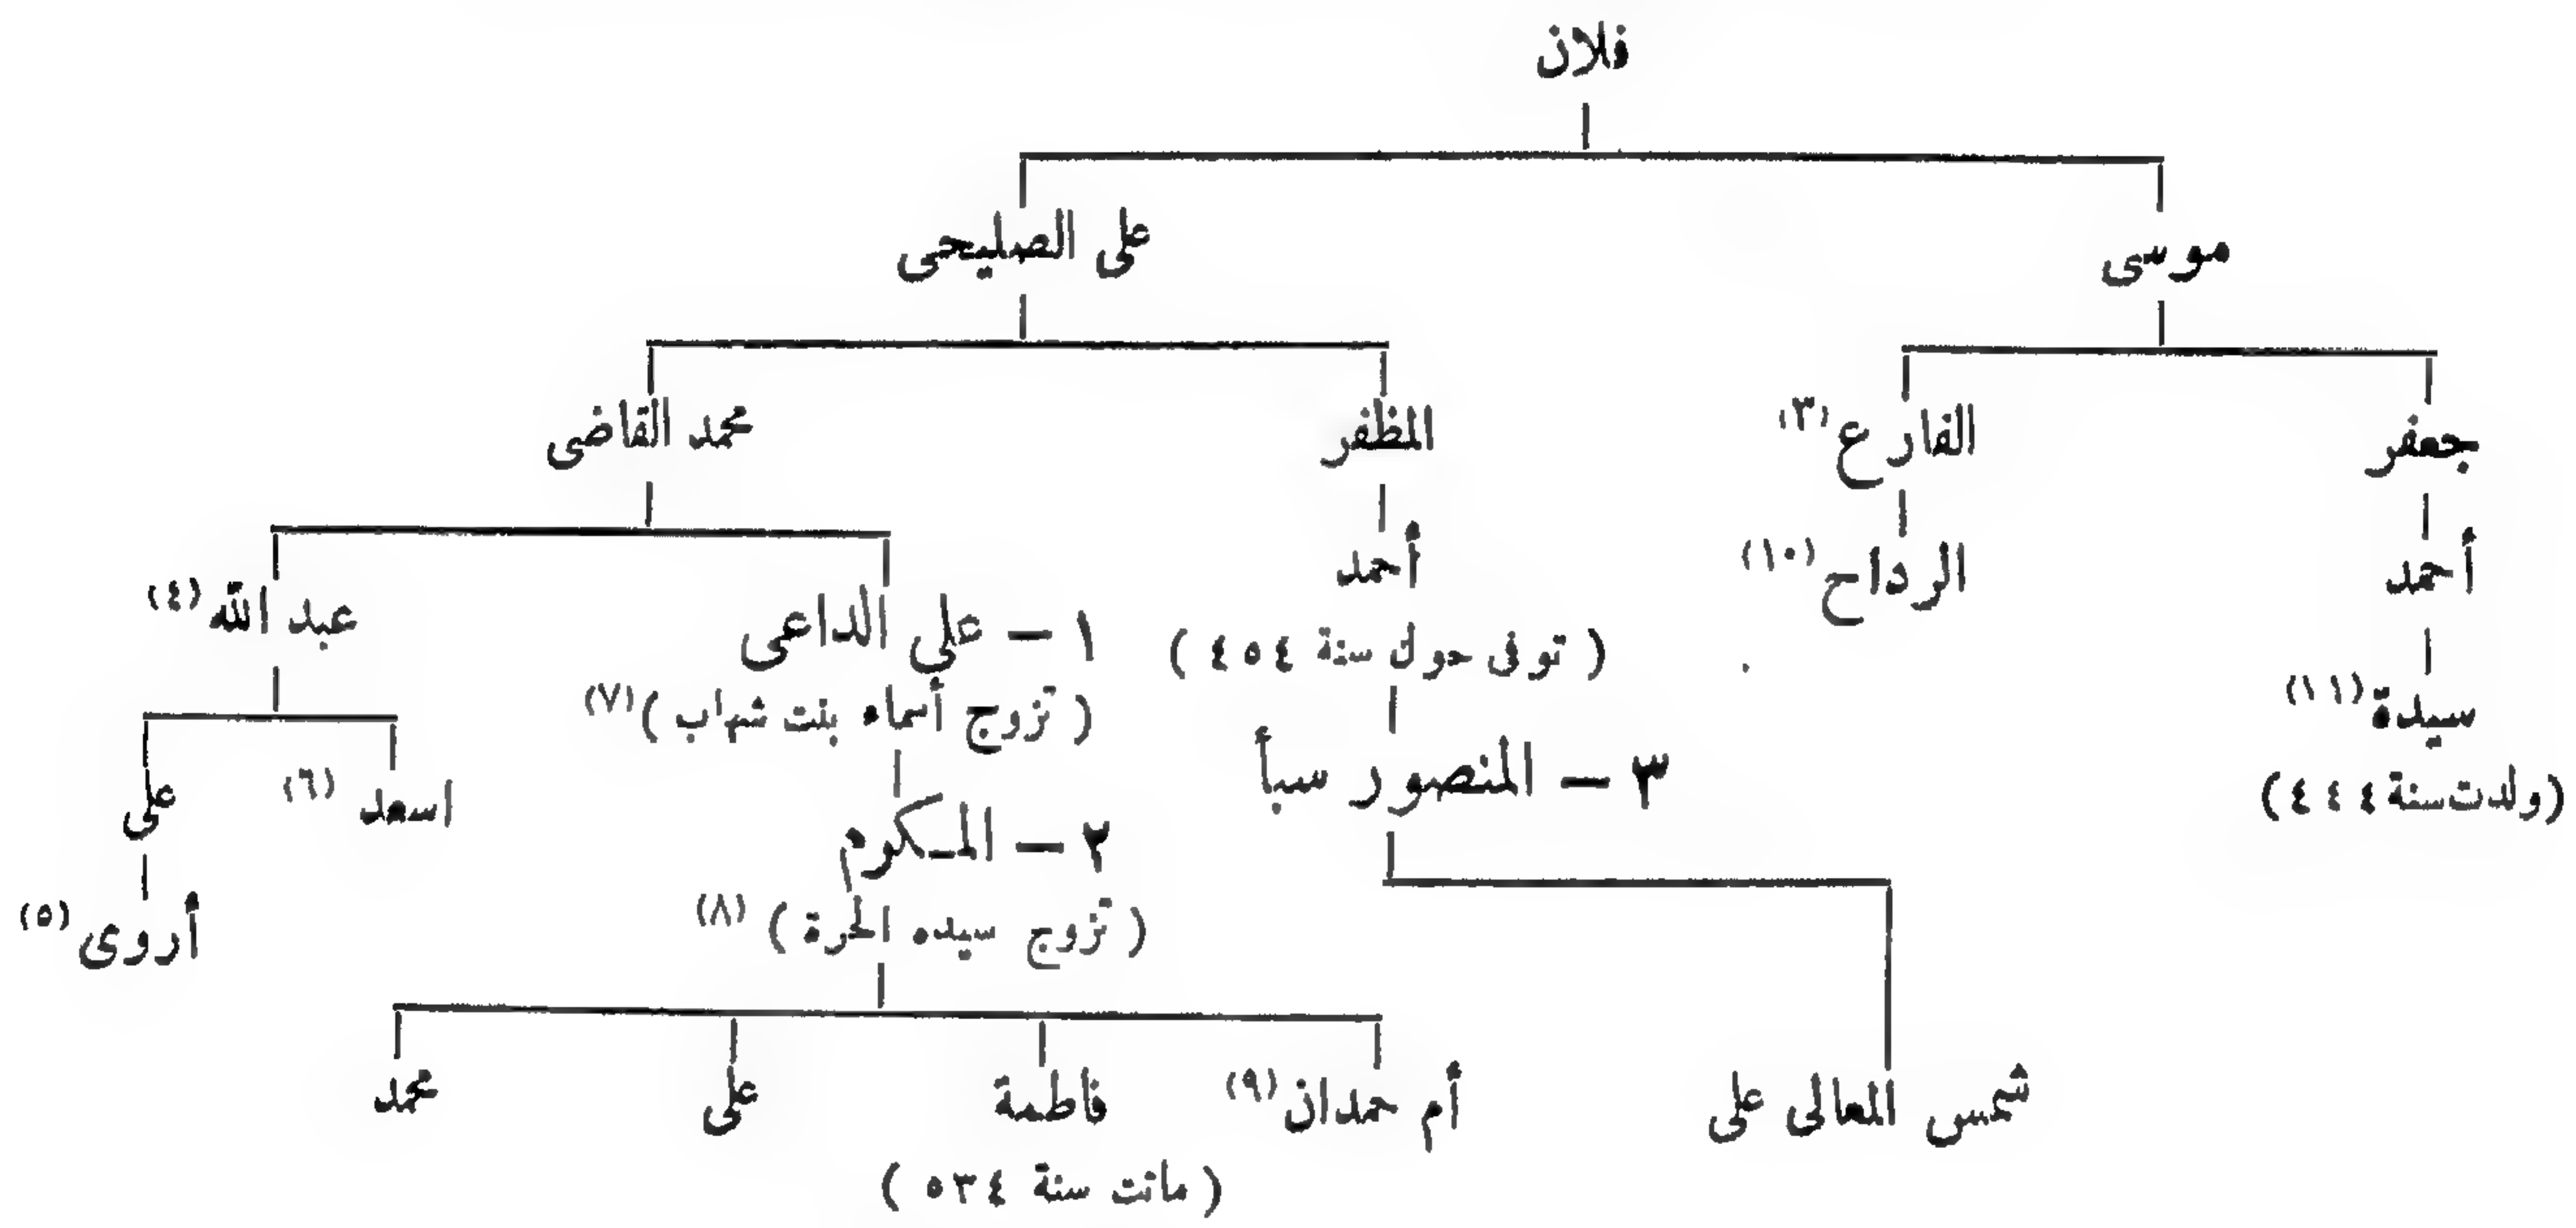 فلان
موسى
على الصليحى
جعفر
الفارع (٣)
المظفر
محمد القاضى
أحمد
الرداح (١٠)
أحمد
(توفى حوالى سنة ٤٥٤)
١ - على الداعى
(تزوج أسماء بنت شهاب) (٧)
عبد الله (٤)
سيدة (١١)
(ولدت سنة ٤٤٤)
٣ - المنصور سبأ
٢ - المكرم
(تزوج سيده الحرة) (٨)
اسعد (٦)
على
أروى (٥)
شمس المعالى على
أم حمدان (٩)
فاطمة
(ماتت سنة ٥٣٤)
على
محمد